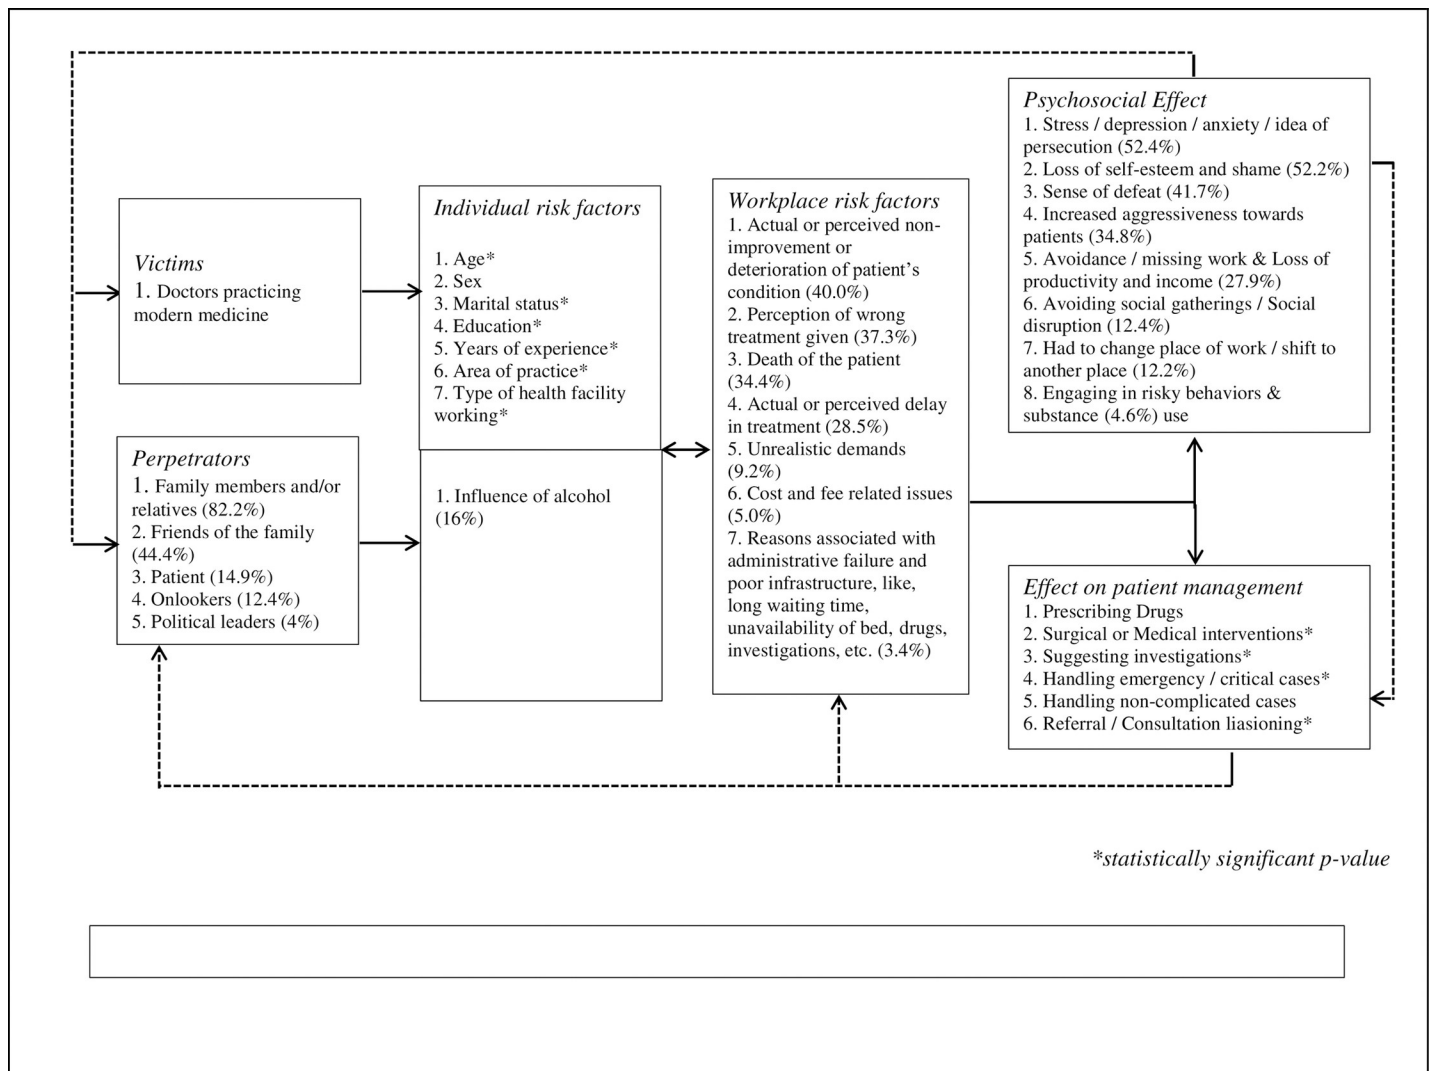 Victims
1. Doctors practicing
modern medicine
Perpetrators
1. Family members and/or
relatives (82.2%)
2. Friends of the family
(44.4%)
3. Patient (14.9%)
4. Onlookers (12.4%)
5. Political leaders (4%)
Individual risk factors
1. Age*
2. Sex
3. Marital status*
4. Education*
5. Years of experience*
6. Area of practice*
7. Type of health facility
working*
1. Influence of alcohol
(16%)
Workplace risk factors
1. Actual or perceived non-
improvement or
deterioration of patient’s
condition (40.0%)
2. Perception of wrong
treatment given (37.3%)
3. Death of the patient
(34.4%)
4. Actual or perceived delay
in treatment (28.5%)
5. Unrealistic demands
(9.2%)
6. Cost and fee related issues
(5.0%)
7. Reasons associated with
administrative failure and
poor infrastructure, like,
long waiting time,
unavailability of bed, drugs,
investigations, etc. (3.4%)
Psychosocial Effect
1. Stress / depression / anxiety / idea of
persecution (52.4%)
2. Loss of self-esteem and shame (52.2%)
3. Sense of defeat (41.7%)
4. Increased aggressiveness towards
patients (34.8%)
5. Avoidance / missing work & Loss of
productivity and income (27.9%)
6. Avoiding social gatherings / Social
disruption (12.4%)
7. Had to change place of work / shift to
another place (12.2%)
8. Engaging in risky behaviors &
substance (4.6%) use
Effect on patient management
1. Prescribing Drugs
2. Surgical or Medical interventions*
3. Suggesting investigations*
4. Handling emergency / critical cases*
5. Handling non-complicated cases
6. Referral / Consultation liasioning*
*statistically significant p-value